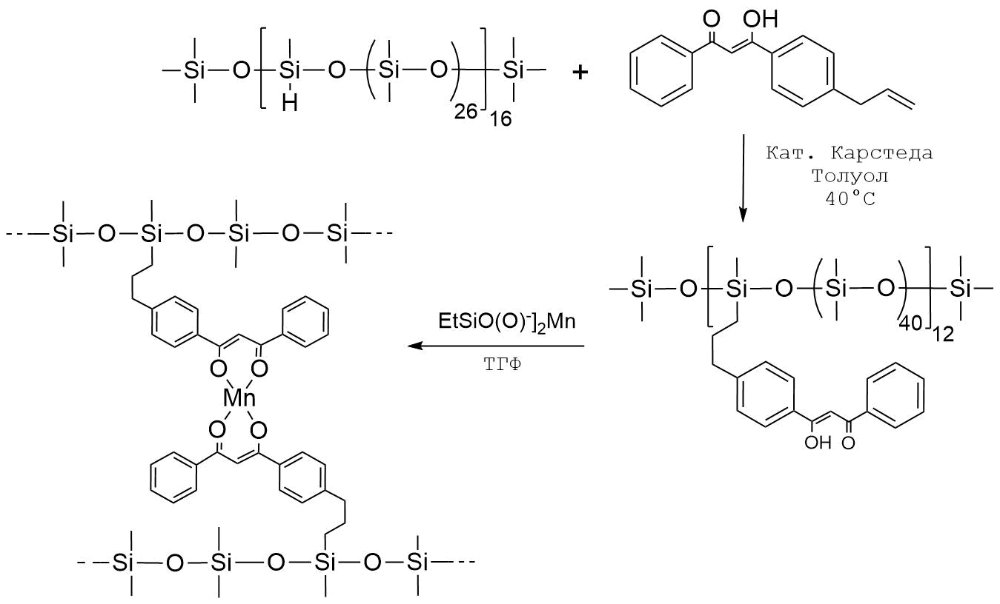 O OH
Si O Si O Si O Si + 
H
26 16
Кат. Карстеда
Толуол
40°C
-- Si O Si O Si O Si ---
Si O Si O Si O Si
40 12
EtSiO(O)⁻]₂Mn
ТГФ
O O
Mn
OH O
O O
-- Si O Si O Si O Si ---